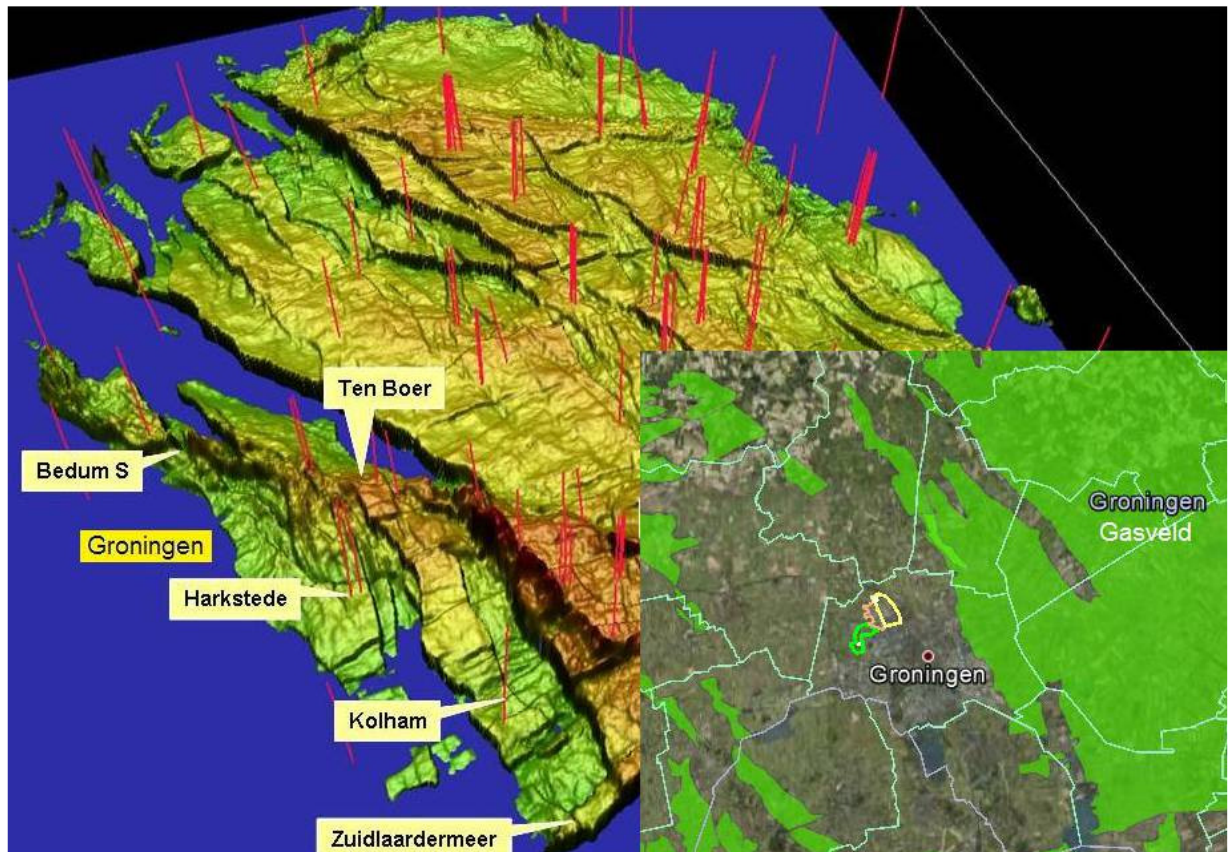 Ten Boer
Bedum S
Groningen
Harkstede
Kolham
Zuidlaardermeer
Groningen
Gasveld
Groningen